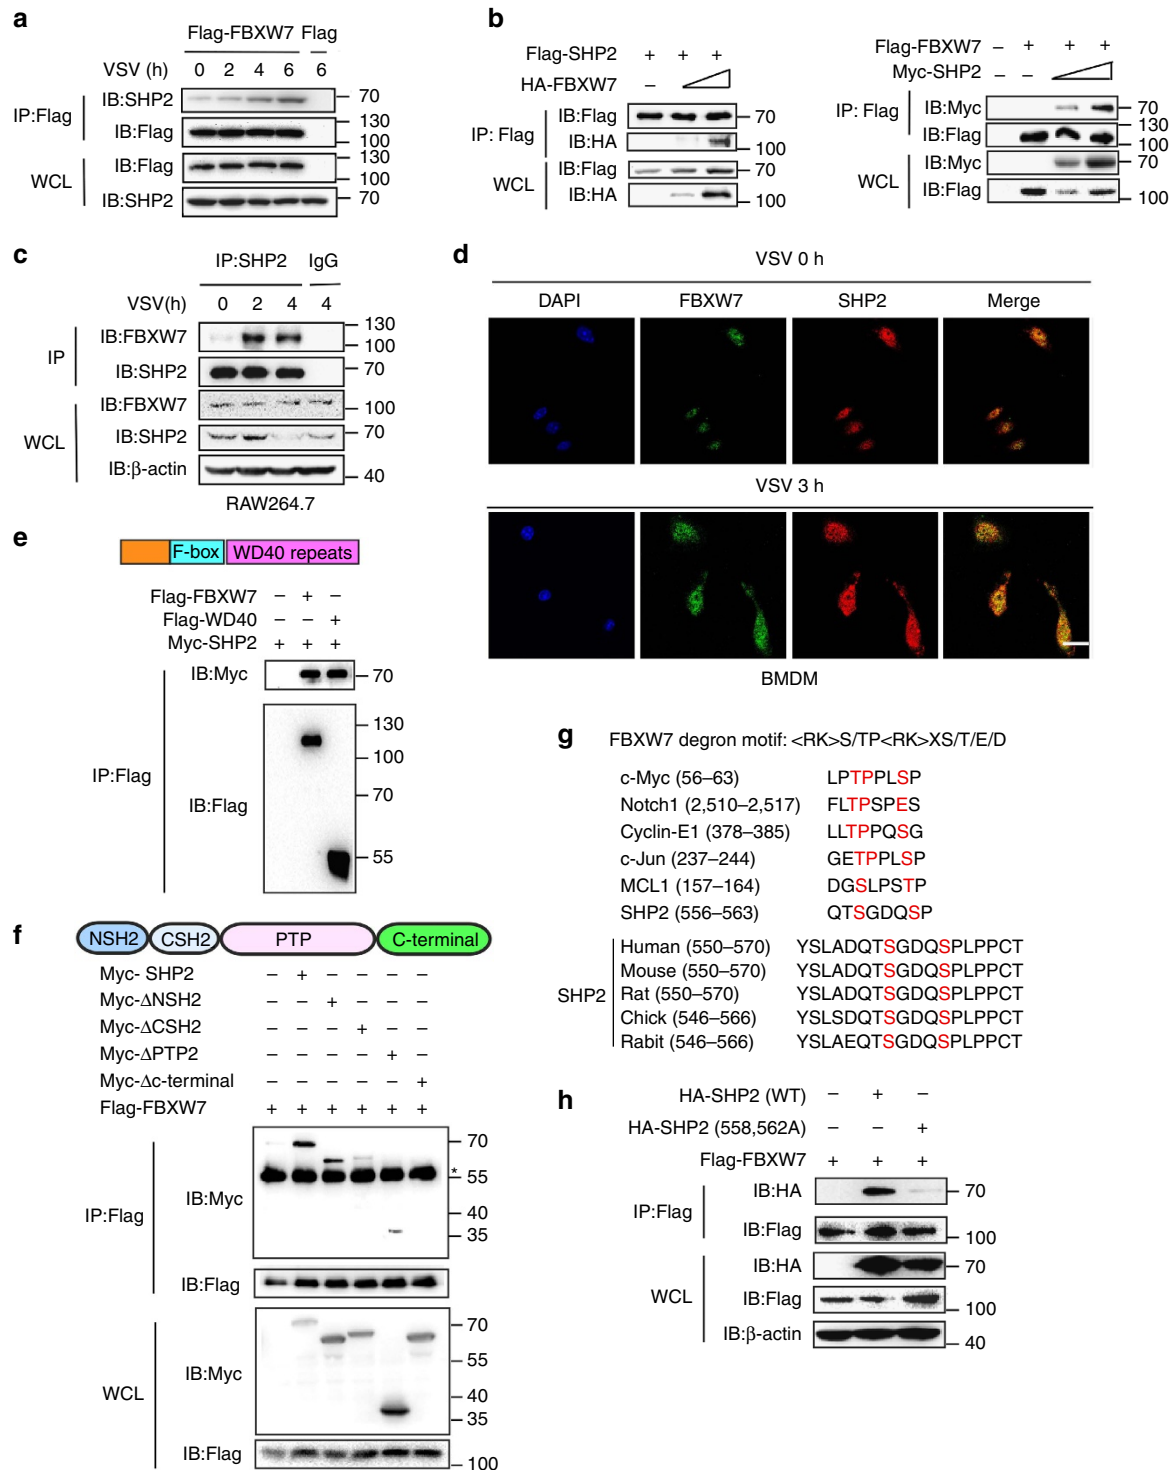 a
Flag-FBXW7 Flag
VSV (h) 0 2 4 6 6
IP:Flag
IB:SHP2 70
IB:Flag 130 100
WCL
IB:Flag 130 100
IB:SHP2 70
b
Flag-SHP2 + + +
HA-FBXW7 –
IP: Flag
IB:Flag 70
IB:HA 100
WCL
IB:Flag 70
IB:HA 100
Flag-FBXW7 – + + +
Myc-SHP2 – –
IP: Flag
IB:Myc 70
IB:Flag 130 100
WCL
IB:Myc 70
IB:Flag 100
c
IP:SHP2 IgG
VSV(h) 0 2 4 4
IP
IB:FBXW7 130 100
IB:SHP2 70
WCL
IB:FBXW7 100
IB:SHP2 70
IB:β-actin 40
RAW264.7
d
VSV 0 h
DAPI FBXW7 SHP2 Merge
VSV 3 h
BMDM
e
F-box WD40 repeats
Flag-FBXW7 – + –
Flag-WD40 – – +
Myc-SHP2 + + +
IP:Flag
IB:Myc 70
IB:Flag 130 100 70 55
f
NSH2 CSH2 PTP C-terminal
Myc- SHP2 – + – – – –
Myc-ΔNSH2 – – + – – –
Myc-ΔCSH2 – – – + – –
Myc-ΔPTP2 – – – – + –
Myc-Δc-terminal – – – – – +
Flag-FBXW7 + + + + + +
IP:Flag
IB:Myc 70 * 55 40 35
IB:Flag
WCL
IB:Myc 70 55 40 35
IB:Flag 100
g
FBXW7 degron motif: <RK>S/TP<RK>XS/T/E/D
c-Myc (56–63) LPTPPLSP
Notch1 (2,510–2,517) FLTPSPES
Cyclin-E1 (378–385) LLTPPQSG
c-Jun (237–244) GETPPLSP
MCL1 (157–164) DGSLPSTP
SHP2 (556–563) QTSGDQSP
SHP2
Human (550–570) YSLADQTSGDQSPLPPCT
Mouse (550–570) YSLADQTSGDQSPLPPCT
Rat (550–570) YSLADQTSGDQSPLPPCT
Chick (546–566) YSLSDQTSGDQSPLPPCT
Rabit (546–566) YSLAEQTSGDQSPLPPCT
h
HA-SHP2 (WT) – + –
HA-SHP2 (558,562A) – – +
Flag-FBXW7 + + +
IP:Flag
IB:HA 70
IB:Flag 100
WCL
IB:HA 70
IB:Flag 100
IB:β-actin 40